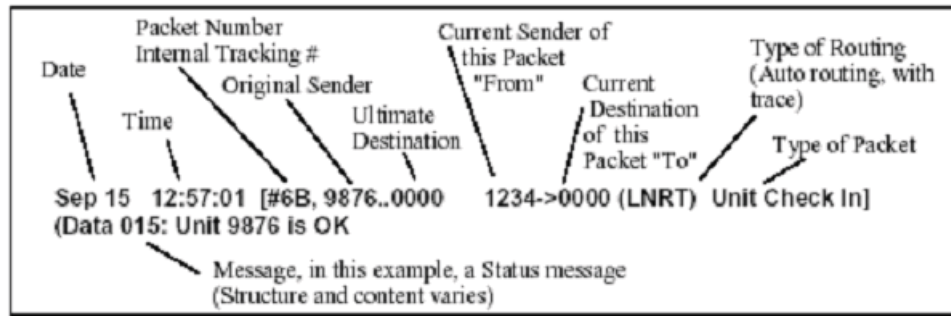 Packet Number
Internal Tracking #
Current Sender of
this Packet
"From"
Type of Routing
(Auto routing, with
trace)
Date
Original Sender
Current
Destination
of this
Packet "To"
Time
Ultimate
Destination
Type of Packet
Sep 15 12:57:01 [#6B, 9876..0000 1234->0000 (LNRT) Unit Check In]
(Data 015: Unit 9876 is OK
Message, in this example, a Status message
(Structure and content varies)